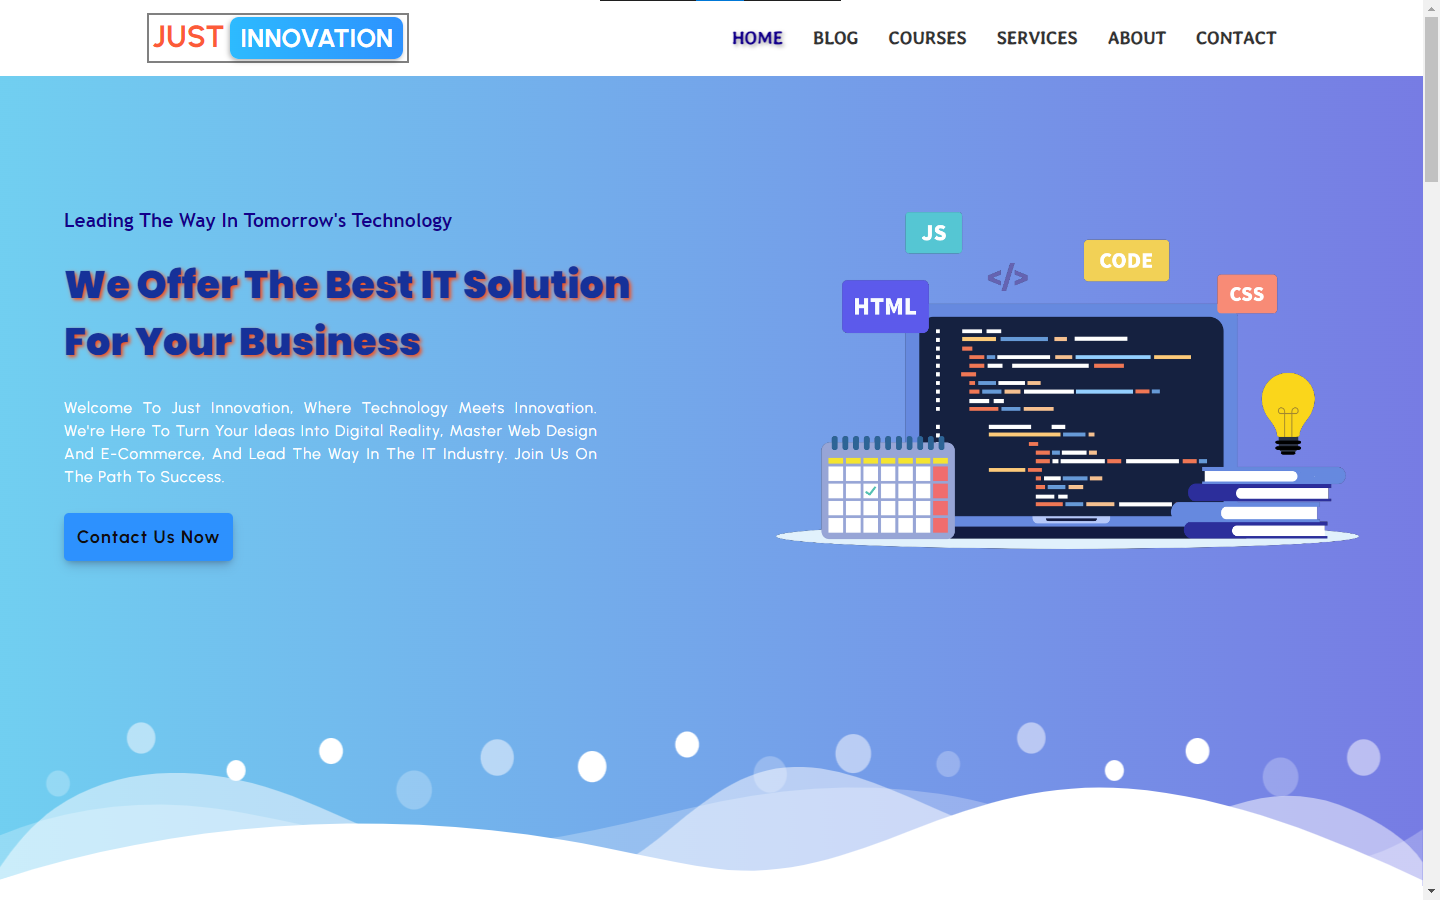 JUST INNOVATION
HOME BLOG COURSES SERVICES ABOUT CONTACT
Leading The Way In Tomorrow's Technology
We Offer The Best IT Solution
For Your Business
Welcome To Just Innovation, Where Technology Meets Innovation.
We're Here To Turn Your Ideas Into Digital Reality, Master Web Design
And E-Commerce, And Lead The Way In The IT Industry. Join Us On
The Path To Success.
Contact Us Now
JS
</>
CODE
HTML
CSS